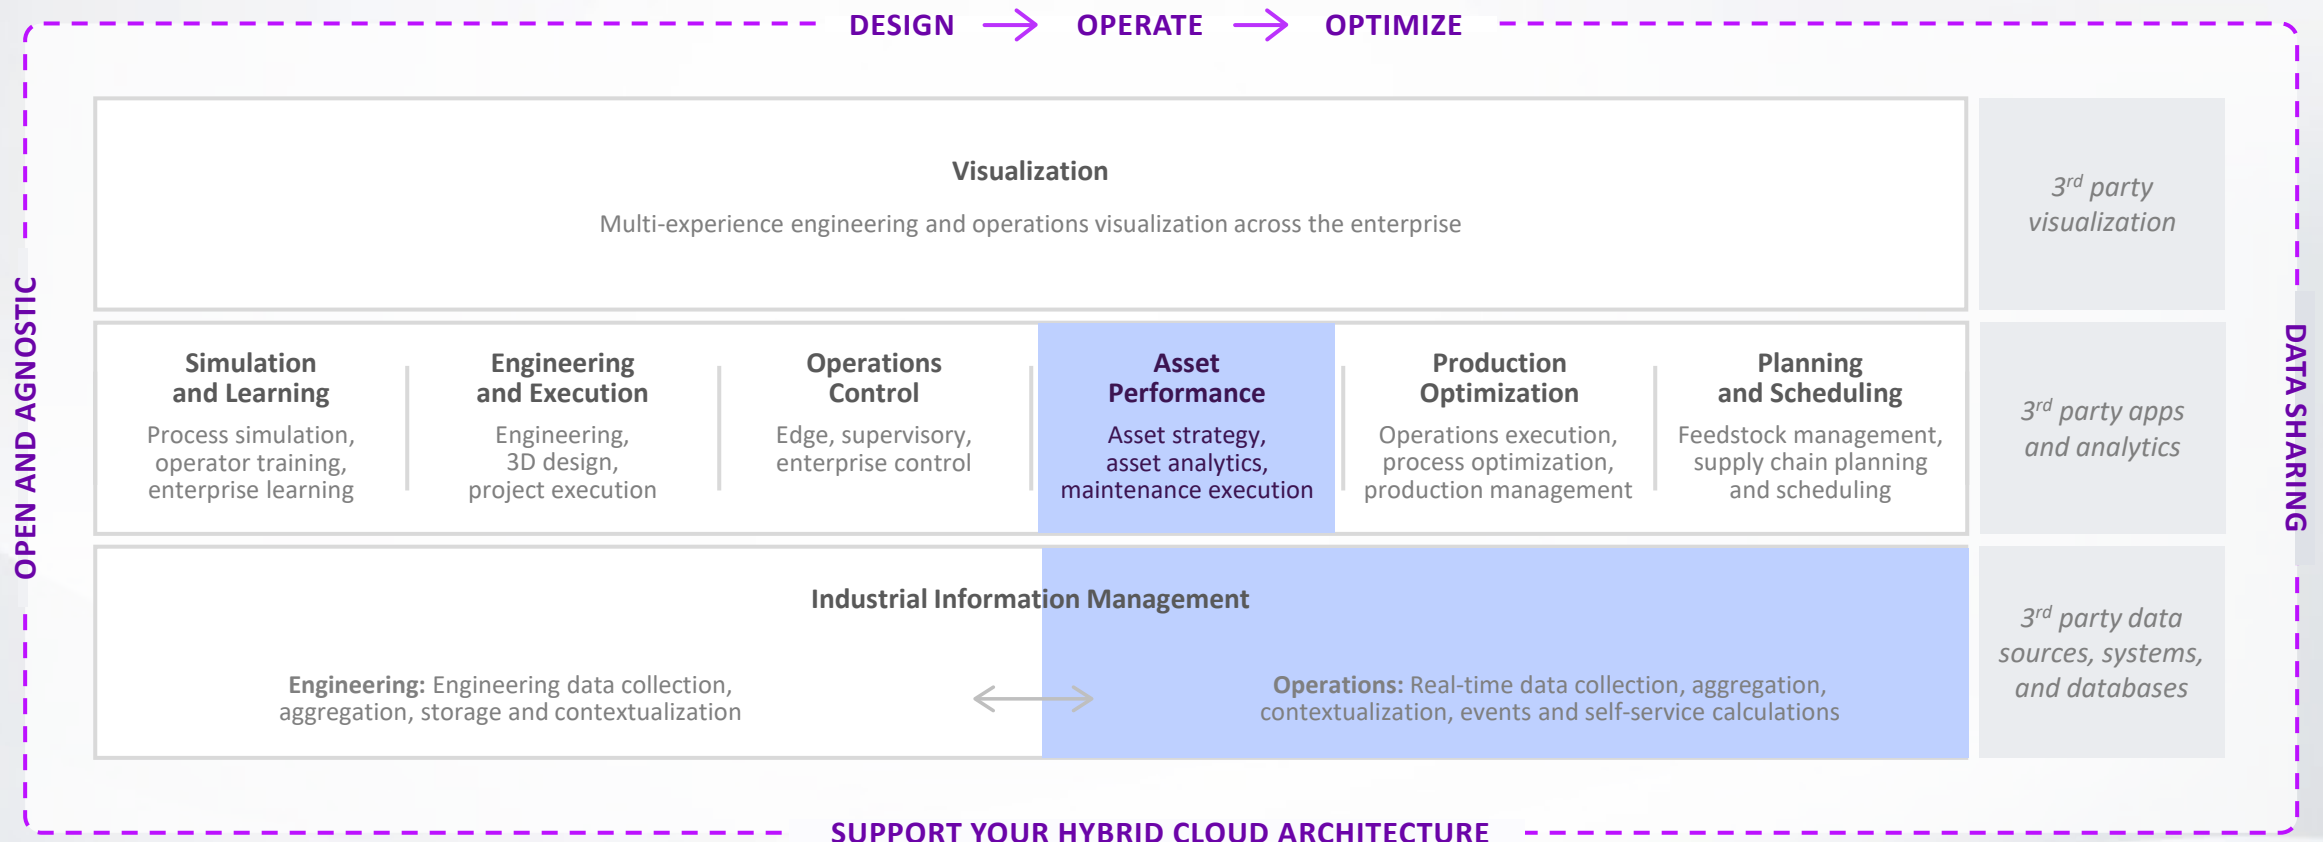 DESIGN → OPERATE → OPTIMIZE
OPEN AND AGNOSTIC
Visualization
Multi-experience engineering and operations visualization across the enterprise
3rd party
visualization
Simulation
and Learning
Process simulation,
operator training,
enterprise learning
Engineering
and Execution
Engineering,
3D design,
project execution
Operations
Control
Edge, supervisory,
enterprise control
Asset
Performance
Asset strategy,
asset analytics,
maintenance execution
Production
Optimization
Operations execution,
process optimization,
production management
Planning
and Scheduling
Feedstock management,
supply chain planning
and scheduling
3rd party apps
and analytics
Industrial Information Management
Engineering: Engineering data collection,
aggregation, storage and contextualization
Operations: Real-time data collection, aggregation,
contextualization, events and self-service calculations
3rd party data
sources, systems,
and databases
DATA SHARING
SUPPORT YOUR HYBRID CLOUD ARCHITECTURE